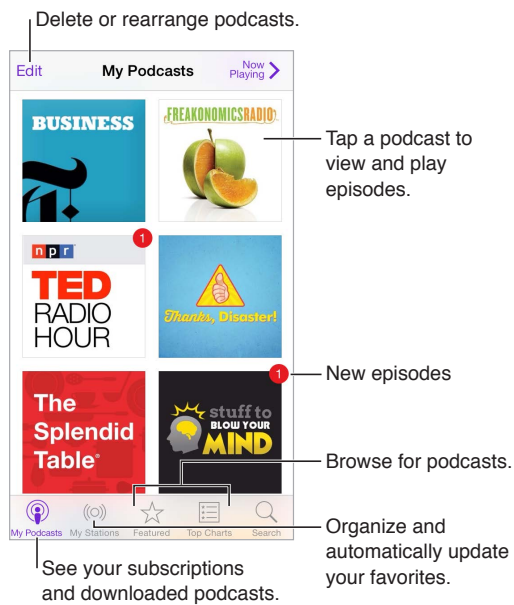 Delete or rearrange podcasts.
Edit
My Podcasts
Now
Playing
BUSINESS
FREAKONOMICSRADIO
Tap a podcast to
view and play
episodes.
npr
TED
RADIO
HOUR
1
Thanks, Disaster!
The
Splendid
Table®
stuff to
BLOW YOUR
MIND
1
New episodes
Browse for podcasts.
My Podcasts
My Stations
Featured
Top Charts
Search
Organize and
automatically update
your favorites.
See your subscriptions
and downloaded podcasts.